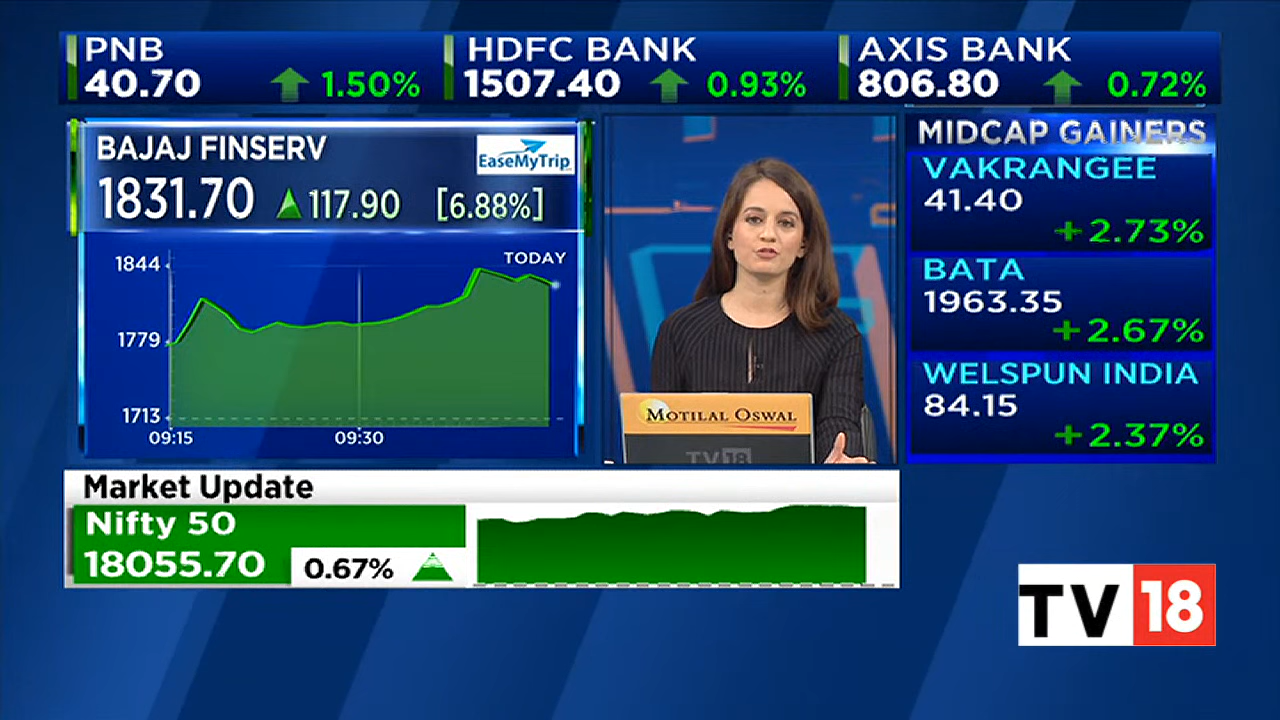 PNB
40.70 1.50%
HDFC BANK
1507.40 0.93%
AXIS BANK
806.80 0.72%
BAJAJ FINSERV
1831.70 117.90 [6.88%]
EaseMyTrip
TODAY
1844
1779
1713
09:15 09:30
MOTILAL OSWAL
TV18
MIDCAP GAINERS
VAKRANGEE
41.40
+2.73%
BATA
1963.35
+2.67%
WELSPUN INDIA
84.15
+2.37%
Market Update
Nifty 50
18055.70 0.67%
TV18